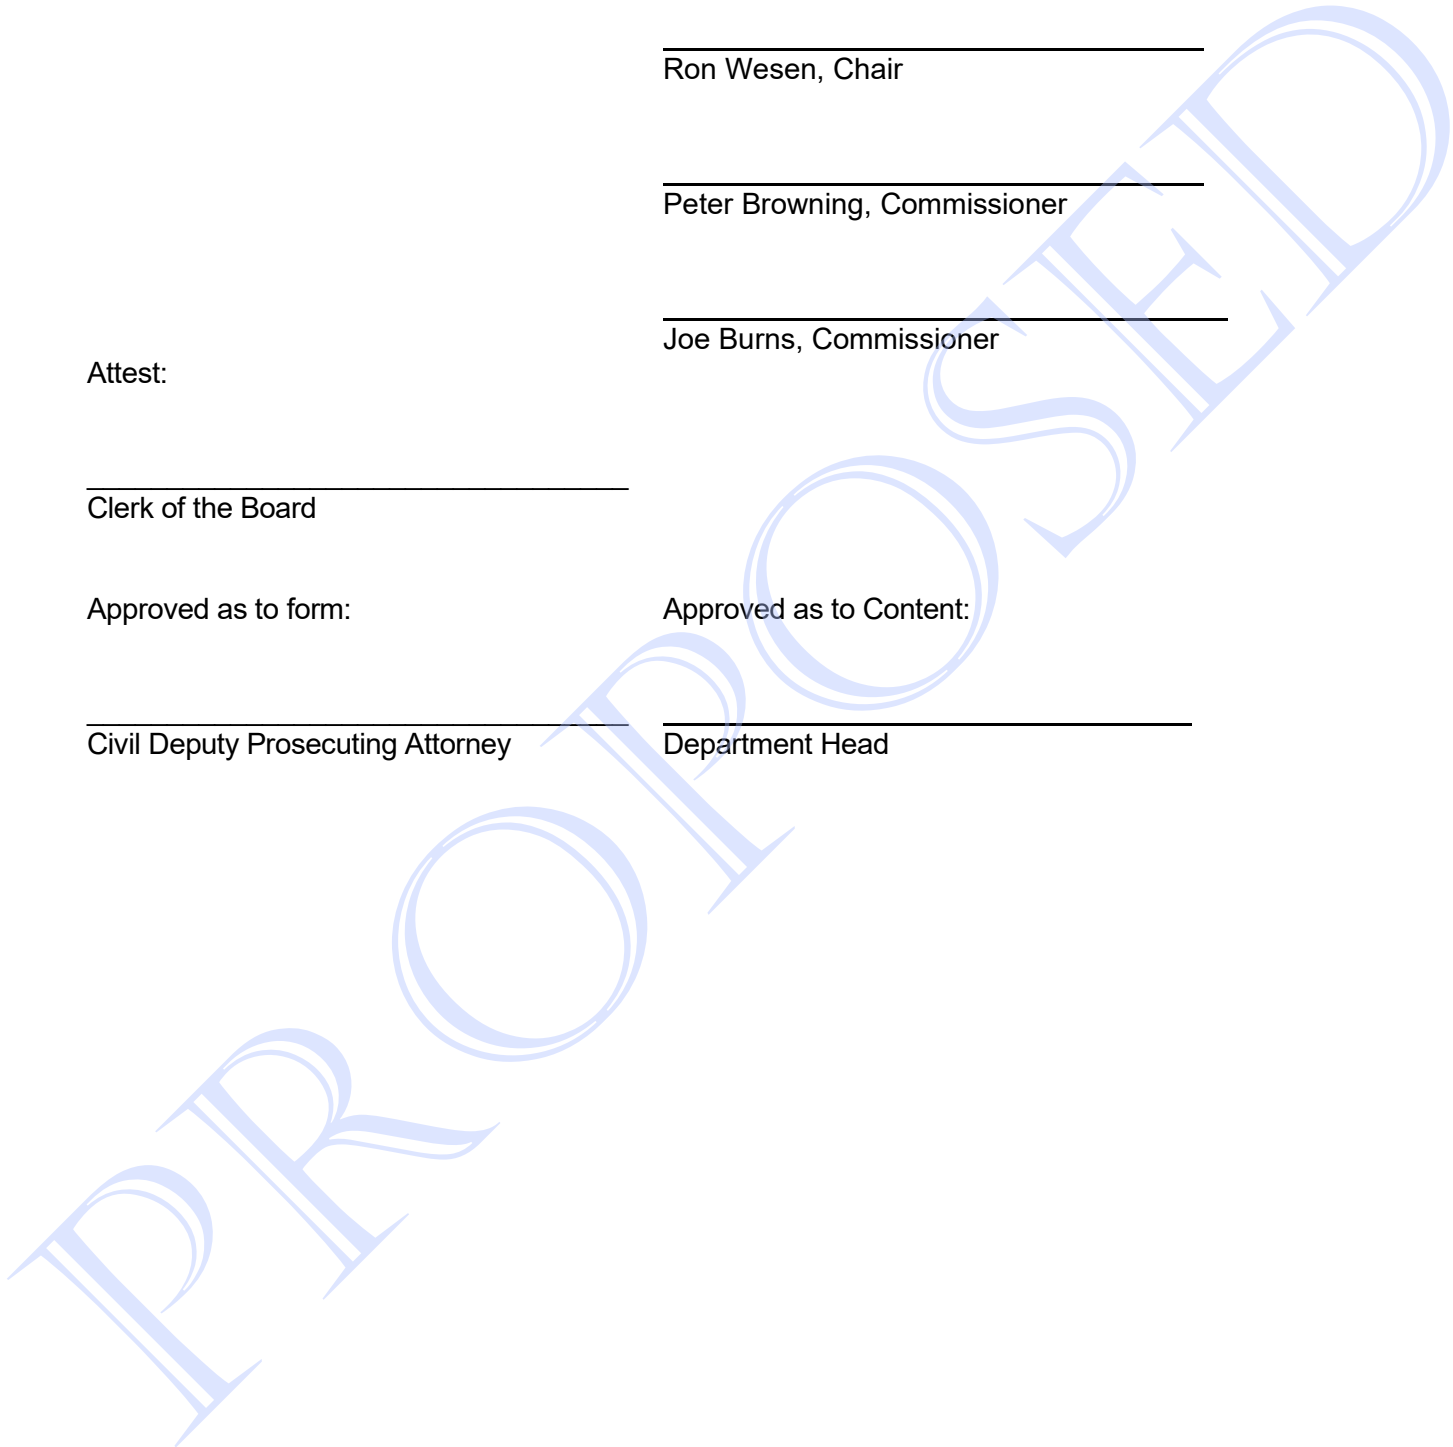 Ron Wesen, Chair
Peter Browning, Commissioner
Joe Burns, Commissioner
Attest:
Clerk of the Board
Approved as to form: Approved as to Content:
Civil Deputy Prosecuting Attorney Department Head
PROPOSED